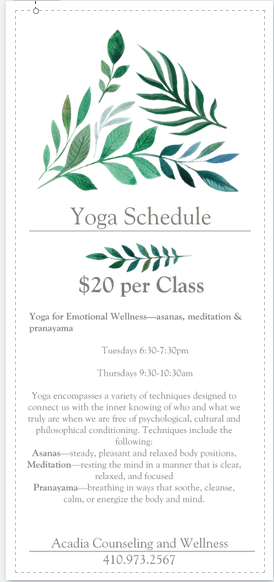 Yoga Schedule
$20 per Class
Yoga for Emotional Wellness—asanas, meditation &
pranayama
Tuesdays 6:30-7:30pm
Thursdays 9:30-10:30am
Yoga encompasses a variety of techniques designed to
connect us with the inner knowing of who and what we
truly are when we are free of psychological, cultural and
philosophical conditioning. Techniques include the
following:
Asanas—steady, pleasant and relaxed body positions,
Meditation—resting the mind in a manner that is clear,
relaxed, and focused
Pranayama—breathing in ways that soothe, cleanse,
calm, or energize the body and mind.
Acadia Counseling and Wellness
410.973.2567